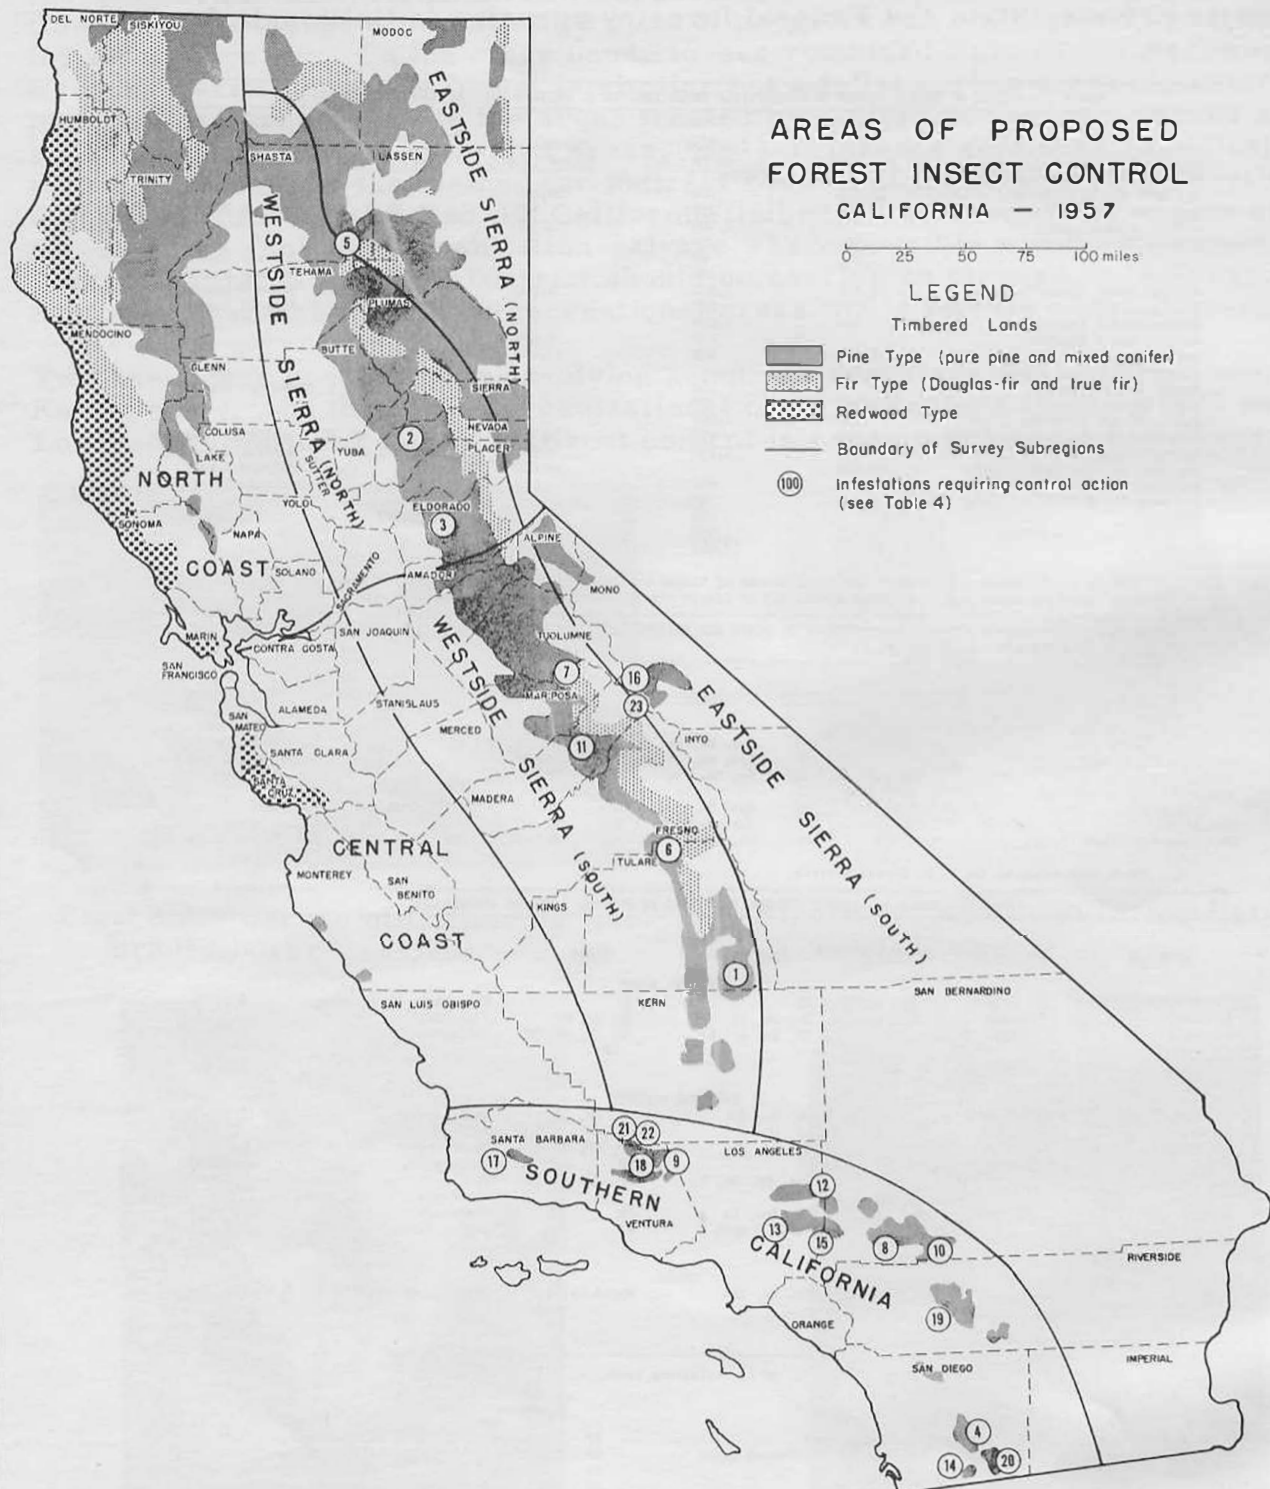 AREAS OF PROPOSED
FOREST INSECT CONTROL
CALIFORNIA — 1957
0 25 50 75 100 miles
LEGEND
Timbered Lands
Pine Type (pure pine and mixed conifer)
Fir Type (Douglas-fir and true fir)
Redwood Type
Boundary of Survey Subregions
100 Infestations requiring control action
(see Table 4)
DEL NORTE
SISKIYOU
MODOC
HUMBOLDT
TRINITY
SHASTA
LASSEN
EASTSIDE SIERRA (NORTH)
WESTSIDE SIERRA (NORTH)
5
TEHAMA
PLUMAS
MENDOCINO
GLENN
BUTTE
SIERRA
COLUSA
LAKE
YUBA
SUTTER
2
NEVADA
PLACER
NORTH
COAST
SONOMA
NAPA
YOLO
SOLANO
SACRAMENTO
ELDORADO
3
AMADOR
ALPINE
MONO
MARIN
CONTRA COSTA
SAN JOAQUIN
SAN
FRANCISCO
TUOLUMNE
WESTSIDE SIERRA (SOUTH)
EASTSIDE SIERRA (SOUTH)
7
16
23
MARIPOSA
SAN
MATEO
ALAMEDA
STANISLAUS
SANTA CLARA
MERCED
11
INYO
SANTA
CRUZ
MADERA
FRESNO
6
TULARE
CENTRAL
COAST
MONTEREY
SAN
BENITO
KINGS
1
SAN LUIS OBISPO
KERN
SAN BERNARDINO
21
22
SANTA BARBARA
LOS ANGELES
17
18
9
SOUTHERN
CALIFORNIA
VENTURA
12
13
15
8
10
RIVERSIDE
ORANGE
19
SAN DIEGO
IMPERIAL
4
14
20